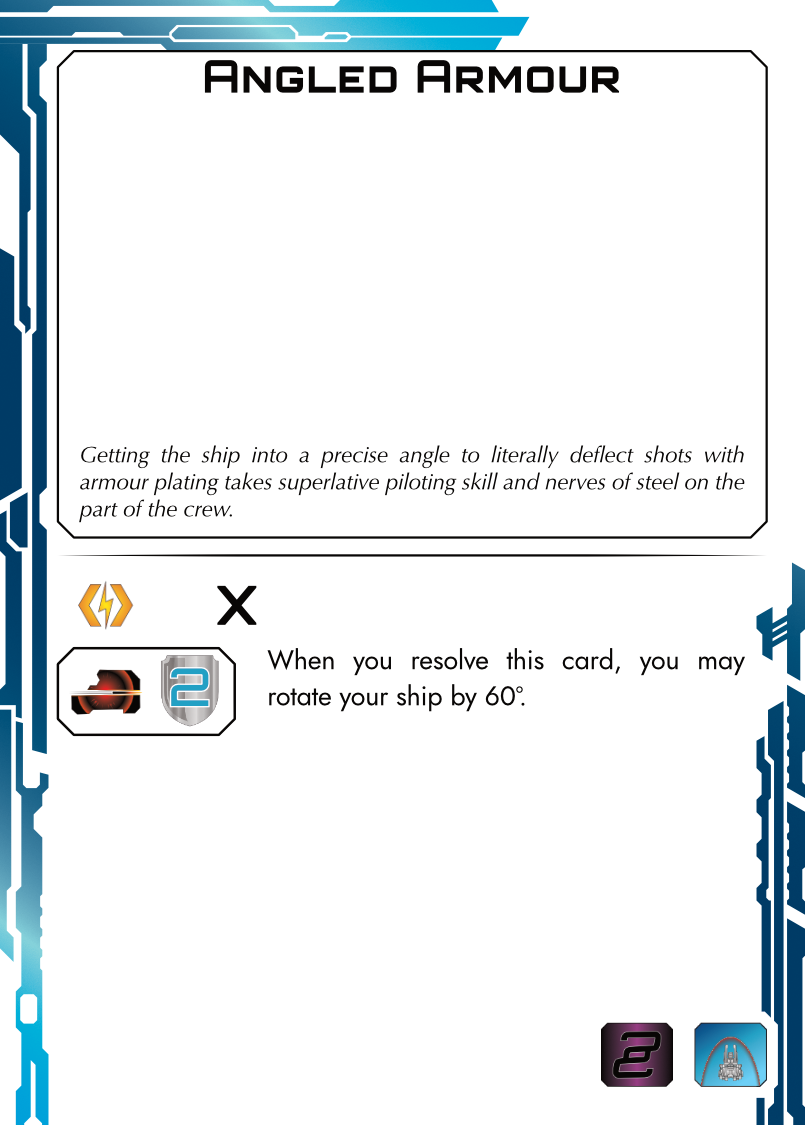 Angled Armour
Getting the ship into a precise angle to literally deflect shots with
armour plating takes superlative piloting skill and nerves of steel on the
part of the crew.
X
2
When you resolve this card, you may
rotate your ship by 60°.
2